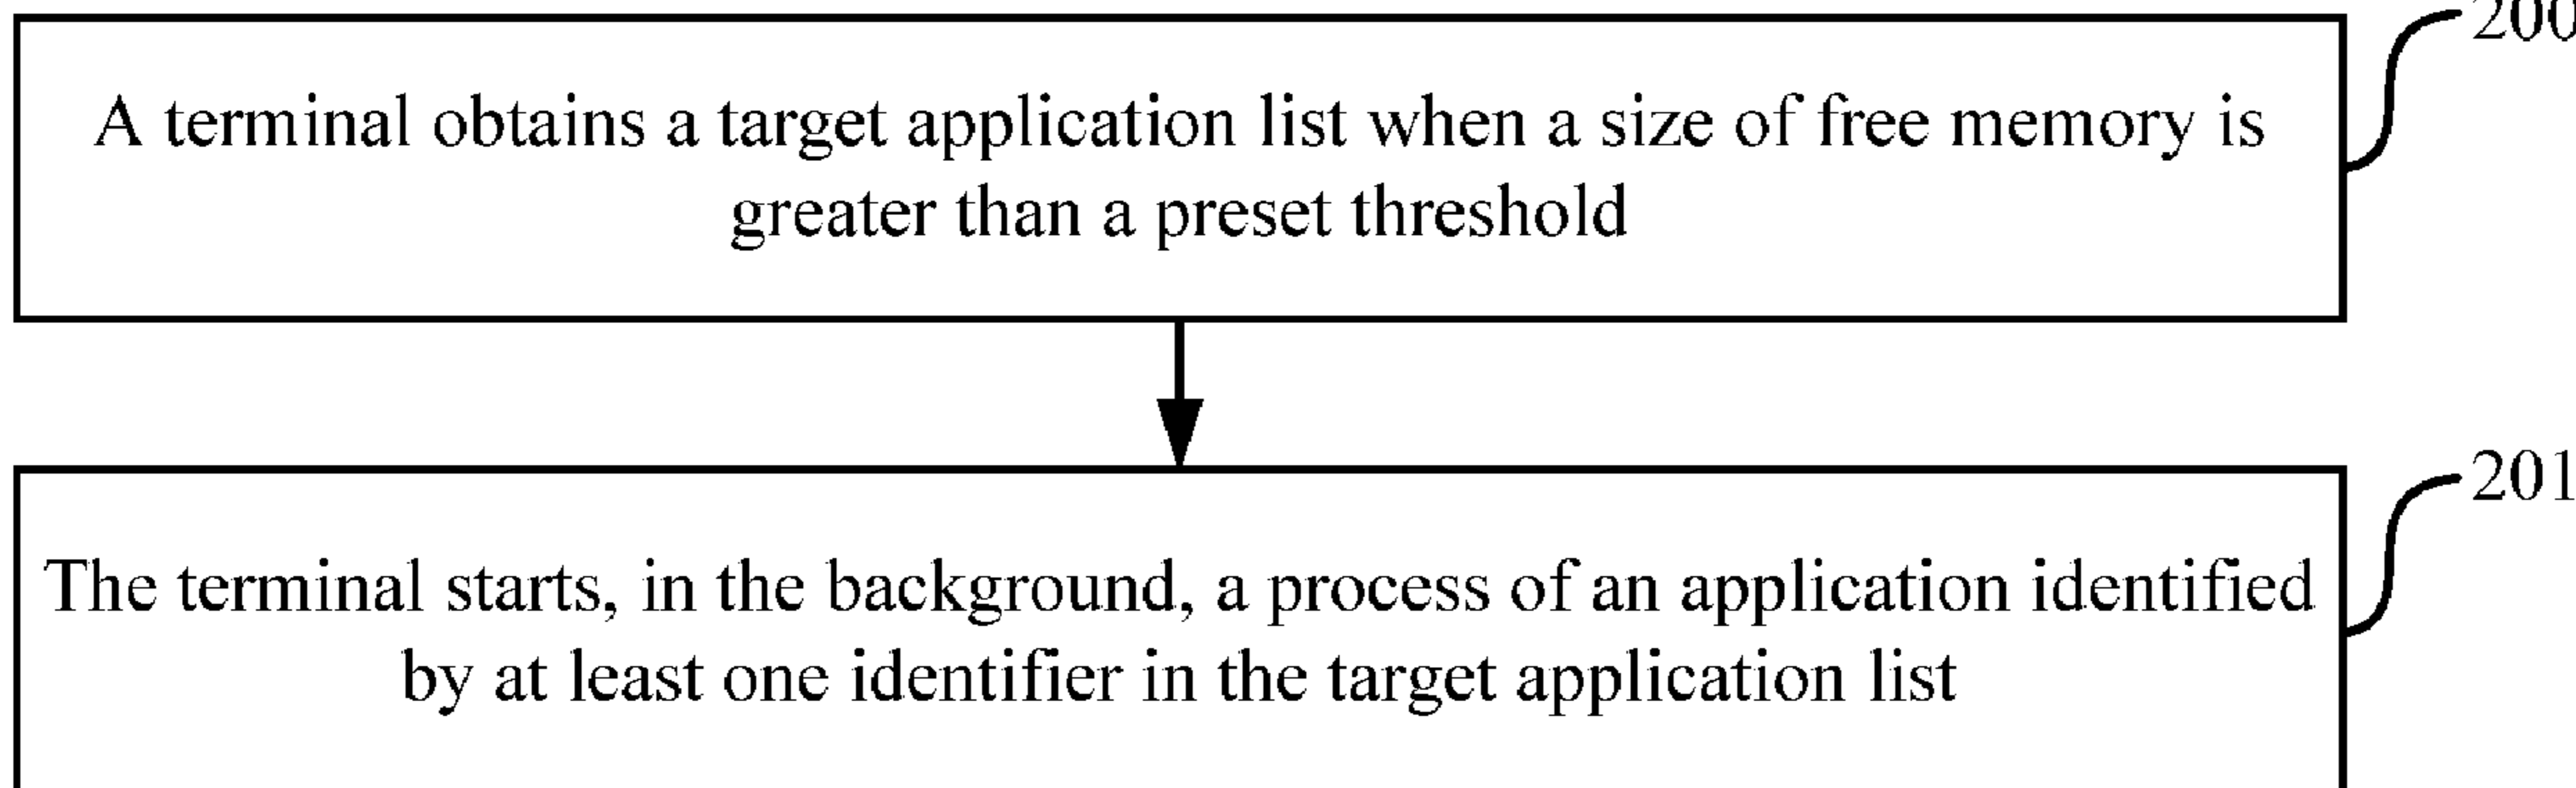 200
A terminal obtains a target application list when a size of free memory is
greater than a preset threshold
201
The terminal starts, in the background, a process of an application identified
by at least one identifier in the target application list